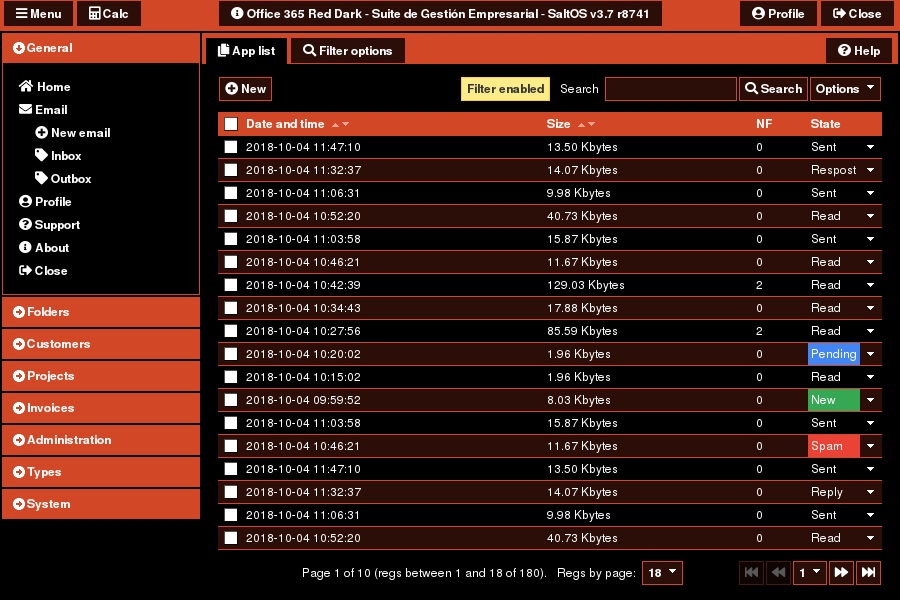 Menu Calc Office 365 Red Dark - Suite de Gestión Empresarial - SaltOS v3.7 r8741 Profile Close
General
Home
Email
New email
Inbox
Outbox
Profile
Support
About
Close
Folders
Customers
Projects
Invoices
Administration
Types
System
App list Filter options Help
New Filter enabled Search Search Options
Date and time Size NF State
2018-10-04 11:47:10 13.50 Kbytes 0 Sent
2018-10-04 11:32:37 14.07 Kbytes 0 Respost
2018-10-04 11:06:31 9.98 Kbytes 0 Sent
2018-10-04 10:52:20 40.73 Kbytes 0 Read
2018-10-04 11:03:58 15.87 Kbytes 0 Sent
2018-10-04 10:46:21 11.67 Kbytes 0 Read
2018-10-04 10:42:39 129.03 Kbytes 2 Read
2018-10-04 10:34:43 17.88 Kbytes 0 Read
2018-10-04 10:27:56 85.59 Kbytes 2 Read
2018-10-04 10:20:02 1.96 Kbytes 0 Pending
2018-10-04 10:15:02 1.96 Kbytes 0 Read
2018-10-04 09:59:52 8.03 Kbytes 0 New
2018-10-04 11:03:58 15.87 Kbytes 0 Sent
2018-10-04 10:46:21 11.67 Kbytes 0 Spam
2018-10-04 11:47:10 13.50 Kbytes 0 Sent
2018-10-04 11:32:37 14.07 Kbytes 0 Reply
2018-10-04 11:06:31 9.98 Kbytes 0 Sent
2018-10-04 10:52:20 40.73 Kbytes 0 Read
Page 1 of 10 (regs between 1 and 18 of 180). Regs by page: 18 1